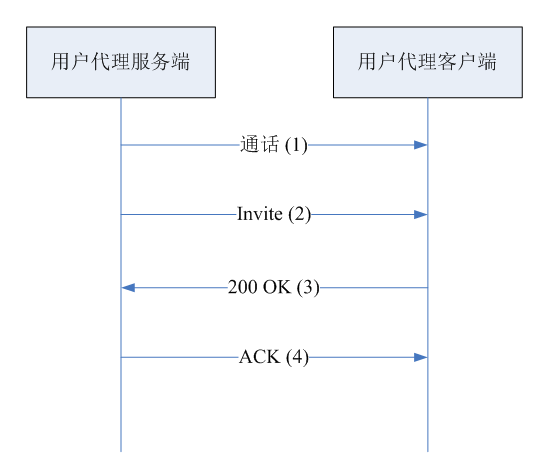 用户代理服务端
用户代理客户端
通话 (1)
Invite (2)
200 OK (3)
ACK (4)